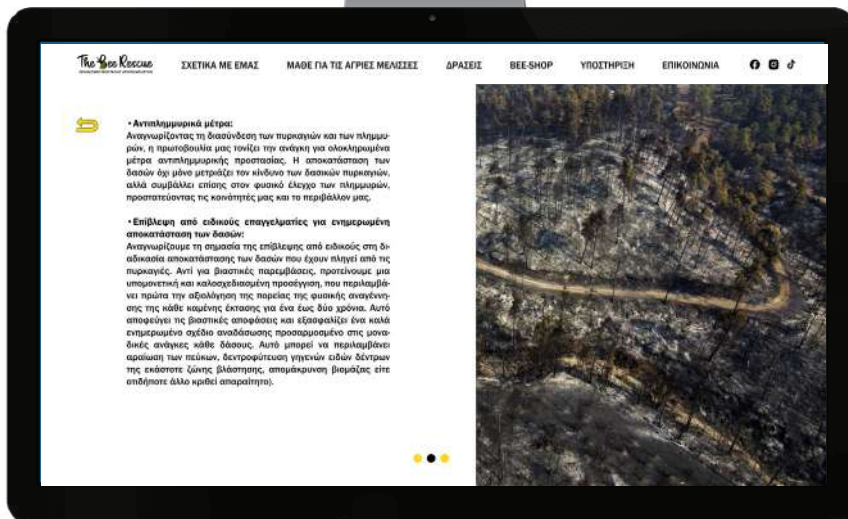 The Bee Rescue
ΣΧΕΤΙΚΑ ΜΕ ΕΜΑΣ
ΜΑΘΕ ΓΙΑ ΤΙΣ ΑΓΡΙΕΣ ΜΕΛΙΣΣΕΣ
ΔΡΑΣΕΙΣ
BEE-SHOP
ΥΠΟΣΤΗΡΙΞΗ
ΕΠΙΚΟΙΝΩΝΙΑ
• Αντιπλημμυρικά μέτρα:
Αναγνωρίζοντας τη διασύνδεση των πυρκαγιών και των πλημμυ-
ρών, η πρωτοβουλία μας τονίζει την ανάγκη για ολοκληρωμένα
μέτρα αντιπλημμυρικής προστασίας. Η αποκατάσταση των
δασών όχι μόνο μετριάζει τον κίνδυνο των δασικών πυρκαγιών,
αλλά συμβάλλει επίσης στον φυσικό έλεγχο των πλημμυρών,
προστατεύοντας τις κοινότητές μας και το περιβάλλον μας.
• Επίβλεψη από ειδικούς επαγγελματίες για ενημερωμένη
αποκατάσταση των δασών:
Αναγνωρίζουμε τη σημασία της επίβλεψης από ειδικούς στη δι-
αδικασία αποκατάστασης των δασών που έχουν πληγεί από τις
πυρκαγιές. Αντί για βιαστικές παρεμβάσεις, προτείνουμε μια
υπομονετική και καλοσχεδιασμένη προσέγγιση, που περιλαμβά-
νει πρώτα την αξιολόγηση της πορείας της φυσικής αναγέννη-
σης της κάθε καμένης έκτασης για ένα έως δύο χρόνια. Αυτό
αποφεύγει τις βιαστικές αποφάσεις και εξασφαλίζει ένα καλά
ενημερωμένο σχέδιο αναδάσωσης προσαρμοσμένο στις μονα-
δικές ανάγκες κάθε δάσους. Αυτό μπορεί να περιλαμβάνει
αραίωση των πεύκων, δεντροφύτευση γηγενών ειδών δέντρων
της εκάστοτε ζώνης βλάστησης, απομάκρυνση βιομάζας είτε
οτιδήποτε άλλο κριθεί απαραίτητο).